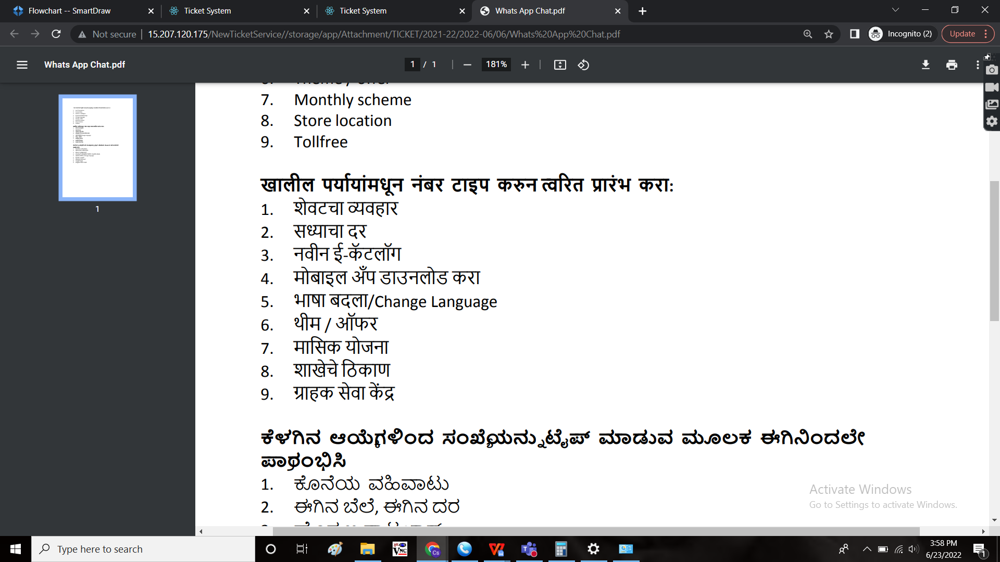 Flowchart -- SmartDraw
Ticket System
Ticket System
Whats App Chat.pdf
Not secure
15.207.120.175/NewTicketService//storage/app/Attachment/TICKET/2021-22/2022-06/06/Whats%20App%20Chat.pdf
Incognito (2)
Update
Whats App Chat.pdf
1 / 1
181%
7. Monthly scheme
8. Store location
9. Tollfree
खालील पर्यायांमधून नंबर टाइप करुन त्वरित प्रारंभ करा:
1. शेवटचा व्यवहार
2. सध्याचा दर
3. नवीन ई-कॅटलॉग
4. मोबाइल अँप डाउनलोड करा
5. भाषा बदला/Change Language
6. थीम / ऑफर
7. मासिक योजना
8. शाखेचे ठिकाण
9. ग्राहक सेवा केंद्र
ಕೆಳಗಿನ ಆಯ್ಕೆಗಳಿಂದ ಸಂಖ್ಯೆಯನ್ನು ಟೈಪ್ ಮಾಡುವ ಮೂಲಕ ಈಗಿನಿಂದಲೇ
ಪ್ರಾರಂಭಿಸಿ
1. ಕೊನೆಯ ವಹಿವಾಟು
2. ಈಗಿನ ಬೆಲೆ, ಈಗಿನ ದರ
1
Activate Windows
Go to Settings to activate Windows.
Type here to search
3:58 PM
6/23/2022
1